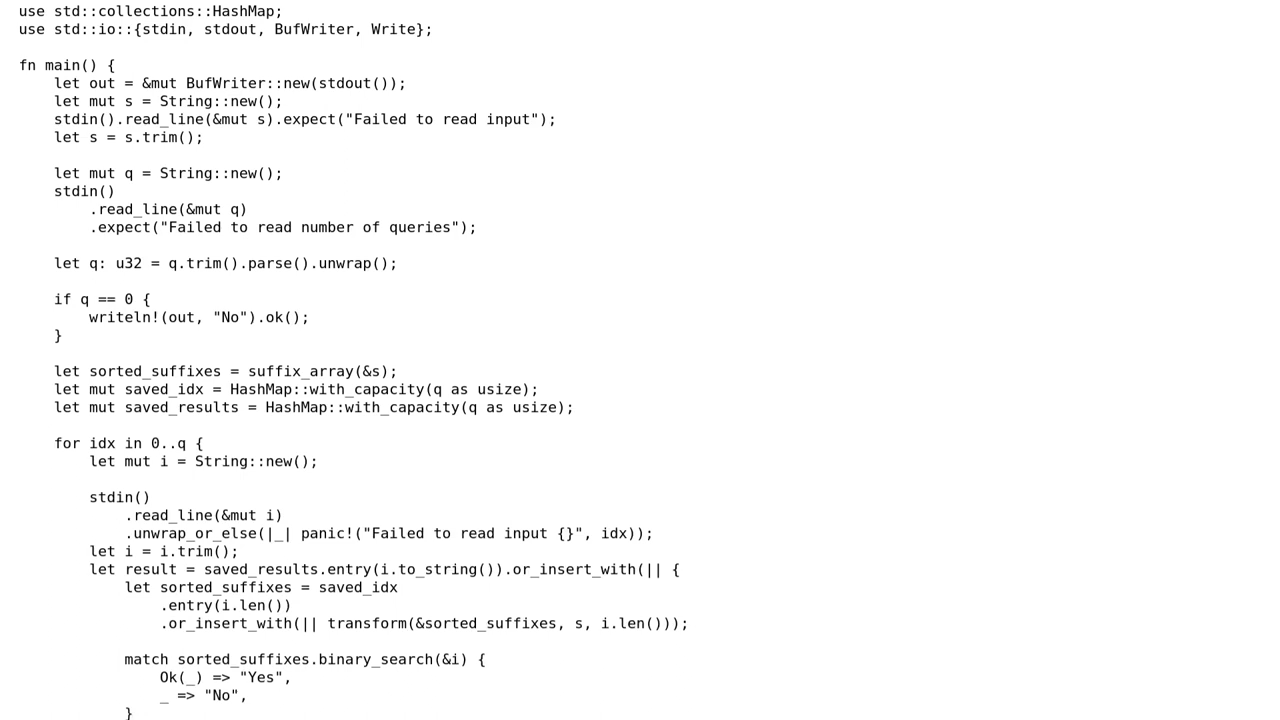 use std::collections::HashMap;
use std::io::{stdin, stdout, BufWriter, Write};

fn main() {
    let out = &mut BufWriter::new(stdout());
    let mut s = String::new();
    stdin().read_line(&mut s).expect("Failed to read input");
    let s = s.trim();

    let mut q = String::new();
    stdin()
        .read_line(&mut q)
        .expect("Failed to read number of queries");

    let q: u32 = q.trim().parse().unwrap();

    if q == 0 {
        writeln!(out, "No").ok();
    }

    let sorted_suffixes = suffix_array(&s);
    let mut saved_idx = HashMap::with_capacity(q as usize);
    let mut saved_results = HashMap::with_capacity(q as usize);

    for idx in 0..q {
        let mut i = String::new();

        stdin()
            .read_line(&mut i)
            .unwrap_or_else(|_| panic!("Failed to read input {}", idx));
        let i = i.trim();
        let result = saved_results.entry(i.to_string()).or_insert_with(|| {
            let sorted_suffixes = saved_idx
                .entry(i.len())
                .or_insert_with(|| transform(&sorted_suffixes, s, i.len()));

            match sorted_suffixes.binary_search(&i) {
                Ok(_) => "Yes",
                _ => "No",
            }